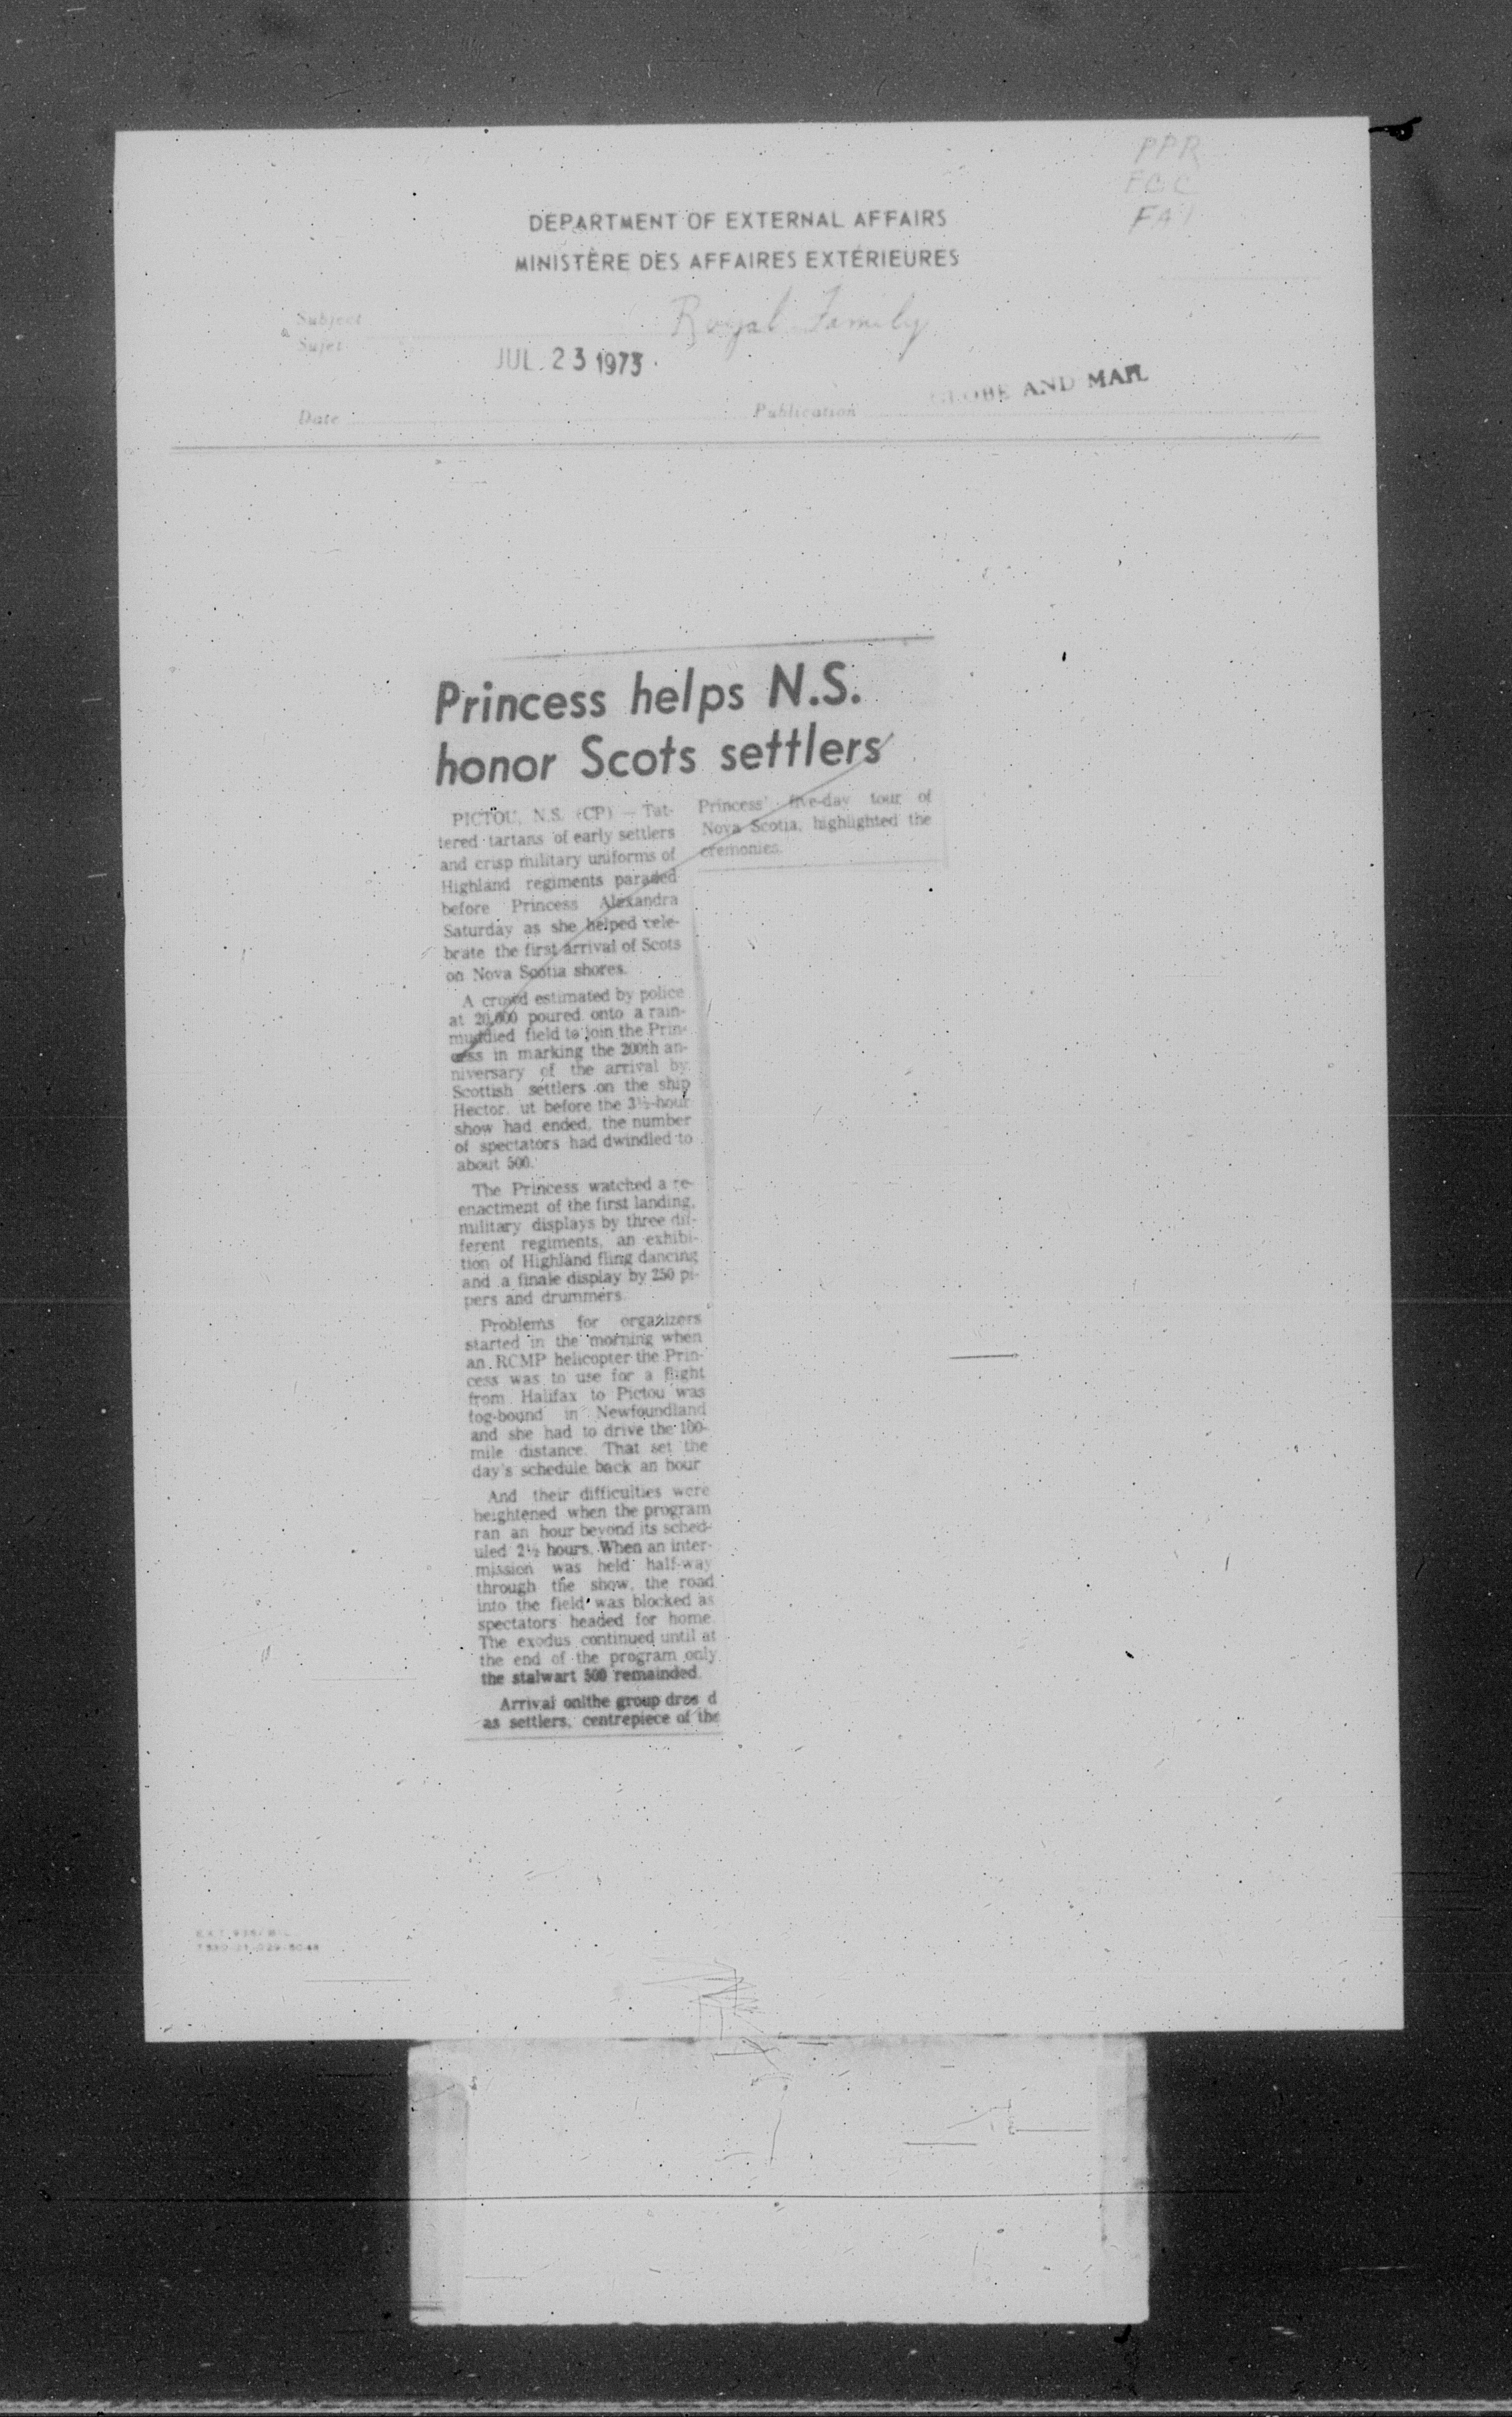 PPR
DEPARTMENT OF EXTERNAL AFFAIRS
MINISTÈRE DES AFFAIRES EXTÉRIEURES
Subject
Sujet
Royal Family
JUL. 23 1973
GLOBE AND MAIL
Date
Publication
Princess helps N.S.
honor Scots settlers
PICTOU, N.S. (CP) — Tat-
tered tartans of early settlers
and crisp military uniforms of
Highland regiments paraded
before Princess Alexandra
Saturday as she helped cele-
brate the first arrival of Scots
on Nova Scotia shores.
A crowd estimated by police
at 20,000 poured onto a rain-
muddied field to join the Prin-
cess in marking the 200th an-
niversary of the arrival by
Scottish settlers on the ship
Hector. ut before the 3½-hour
show had ended, the number
of spectators had dwindled to
about 500.
The Princess watched a re-
enactment of the first landing,
military displays by three dif-
ferent regiments, an exhibi-
tion of Highland fling dancing
and a finale display by 250 pi-
pers and drummers.
Problems for organizers
started in the morning when
an RCMP helicopter the Prin-
cess was to use for a flight
from Halifax to Pictou was
fog-bound in Newfoundland
and she had to drive the 100-
mile distance. That set the
day's schedule back an hour
And their difficulties were
heightened when the program
ran an hour beyond its sched-
uled 2½ hours. When an inter-
mission was held half-way
through the show, the road
into the field was blocked as
spectators headed for home.
The exodus continued until at
the end of the program only
the stalwart 500 remainded.
Arrival onlthe group dres d
as settlers, centrepiece of the
Princess' five-day tour of
Nova Scotia, highlighted the
cremonies.